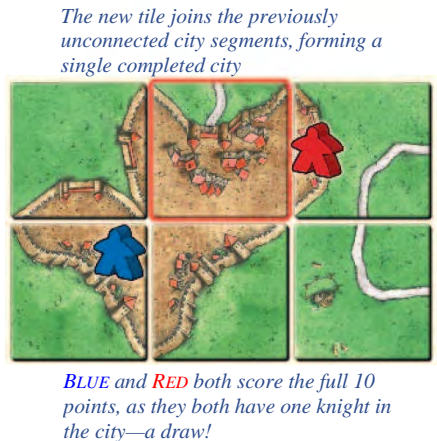 The new tile joins the previously
unconnected city segments, forming a
single completed city
BLUE and RED both score the full 10
points, as they both have one knight in
the city—a draw!